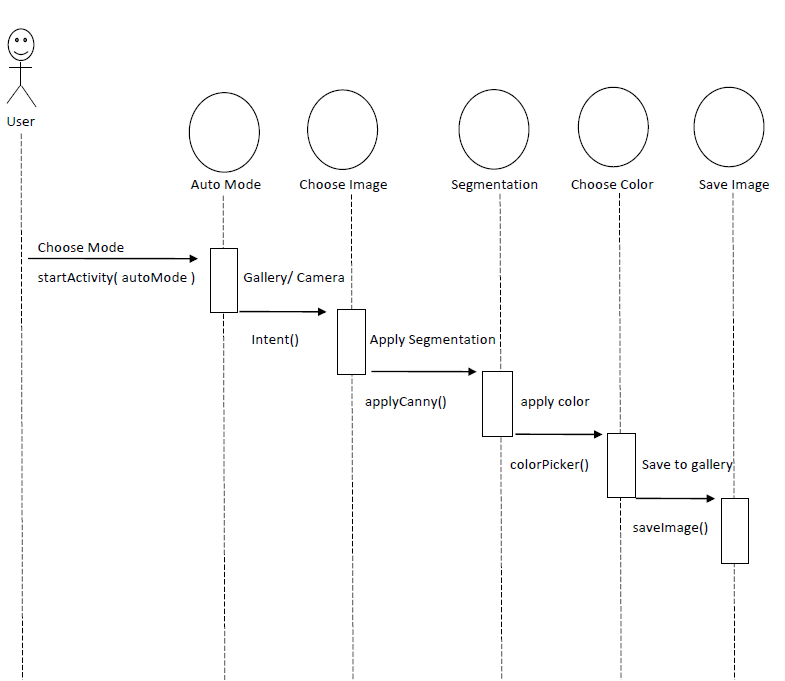 User
Auto Mode
Choose Image
Segmentation
Choose Color
Save Image
Choose Mode
startActivity( autoMode )
Gallery/ Camera
Intent()
Apply Segmentation
applyCanny()
apply color
colorPicker()
Save to gallery
saveImage()